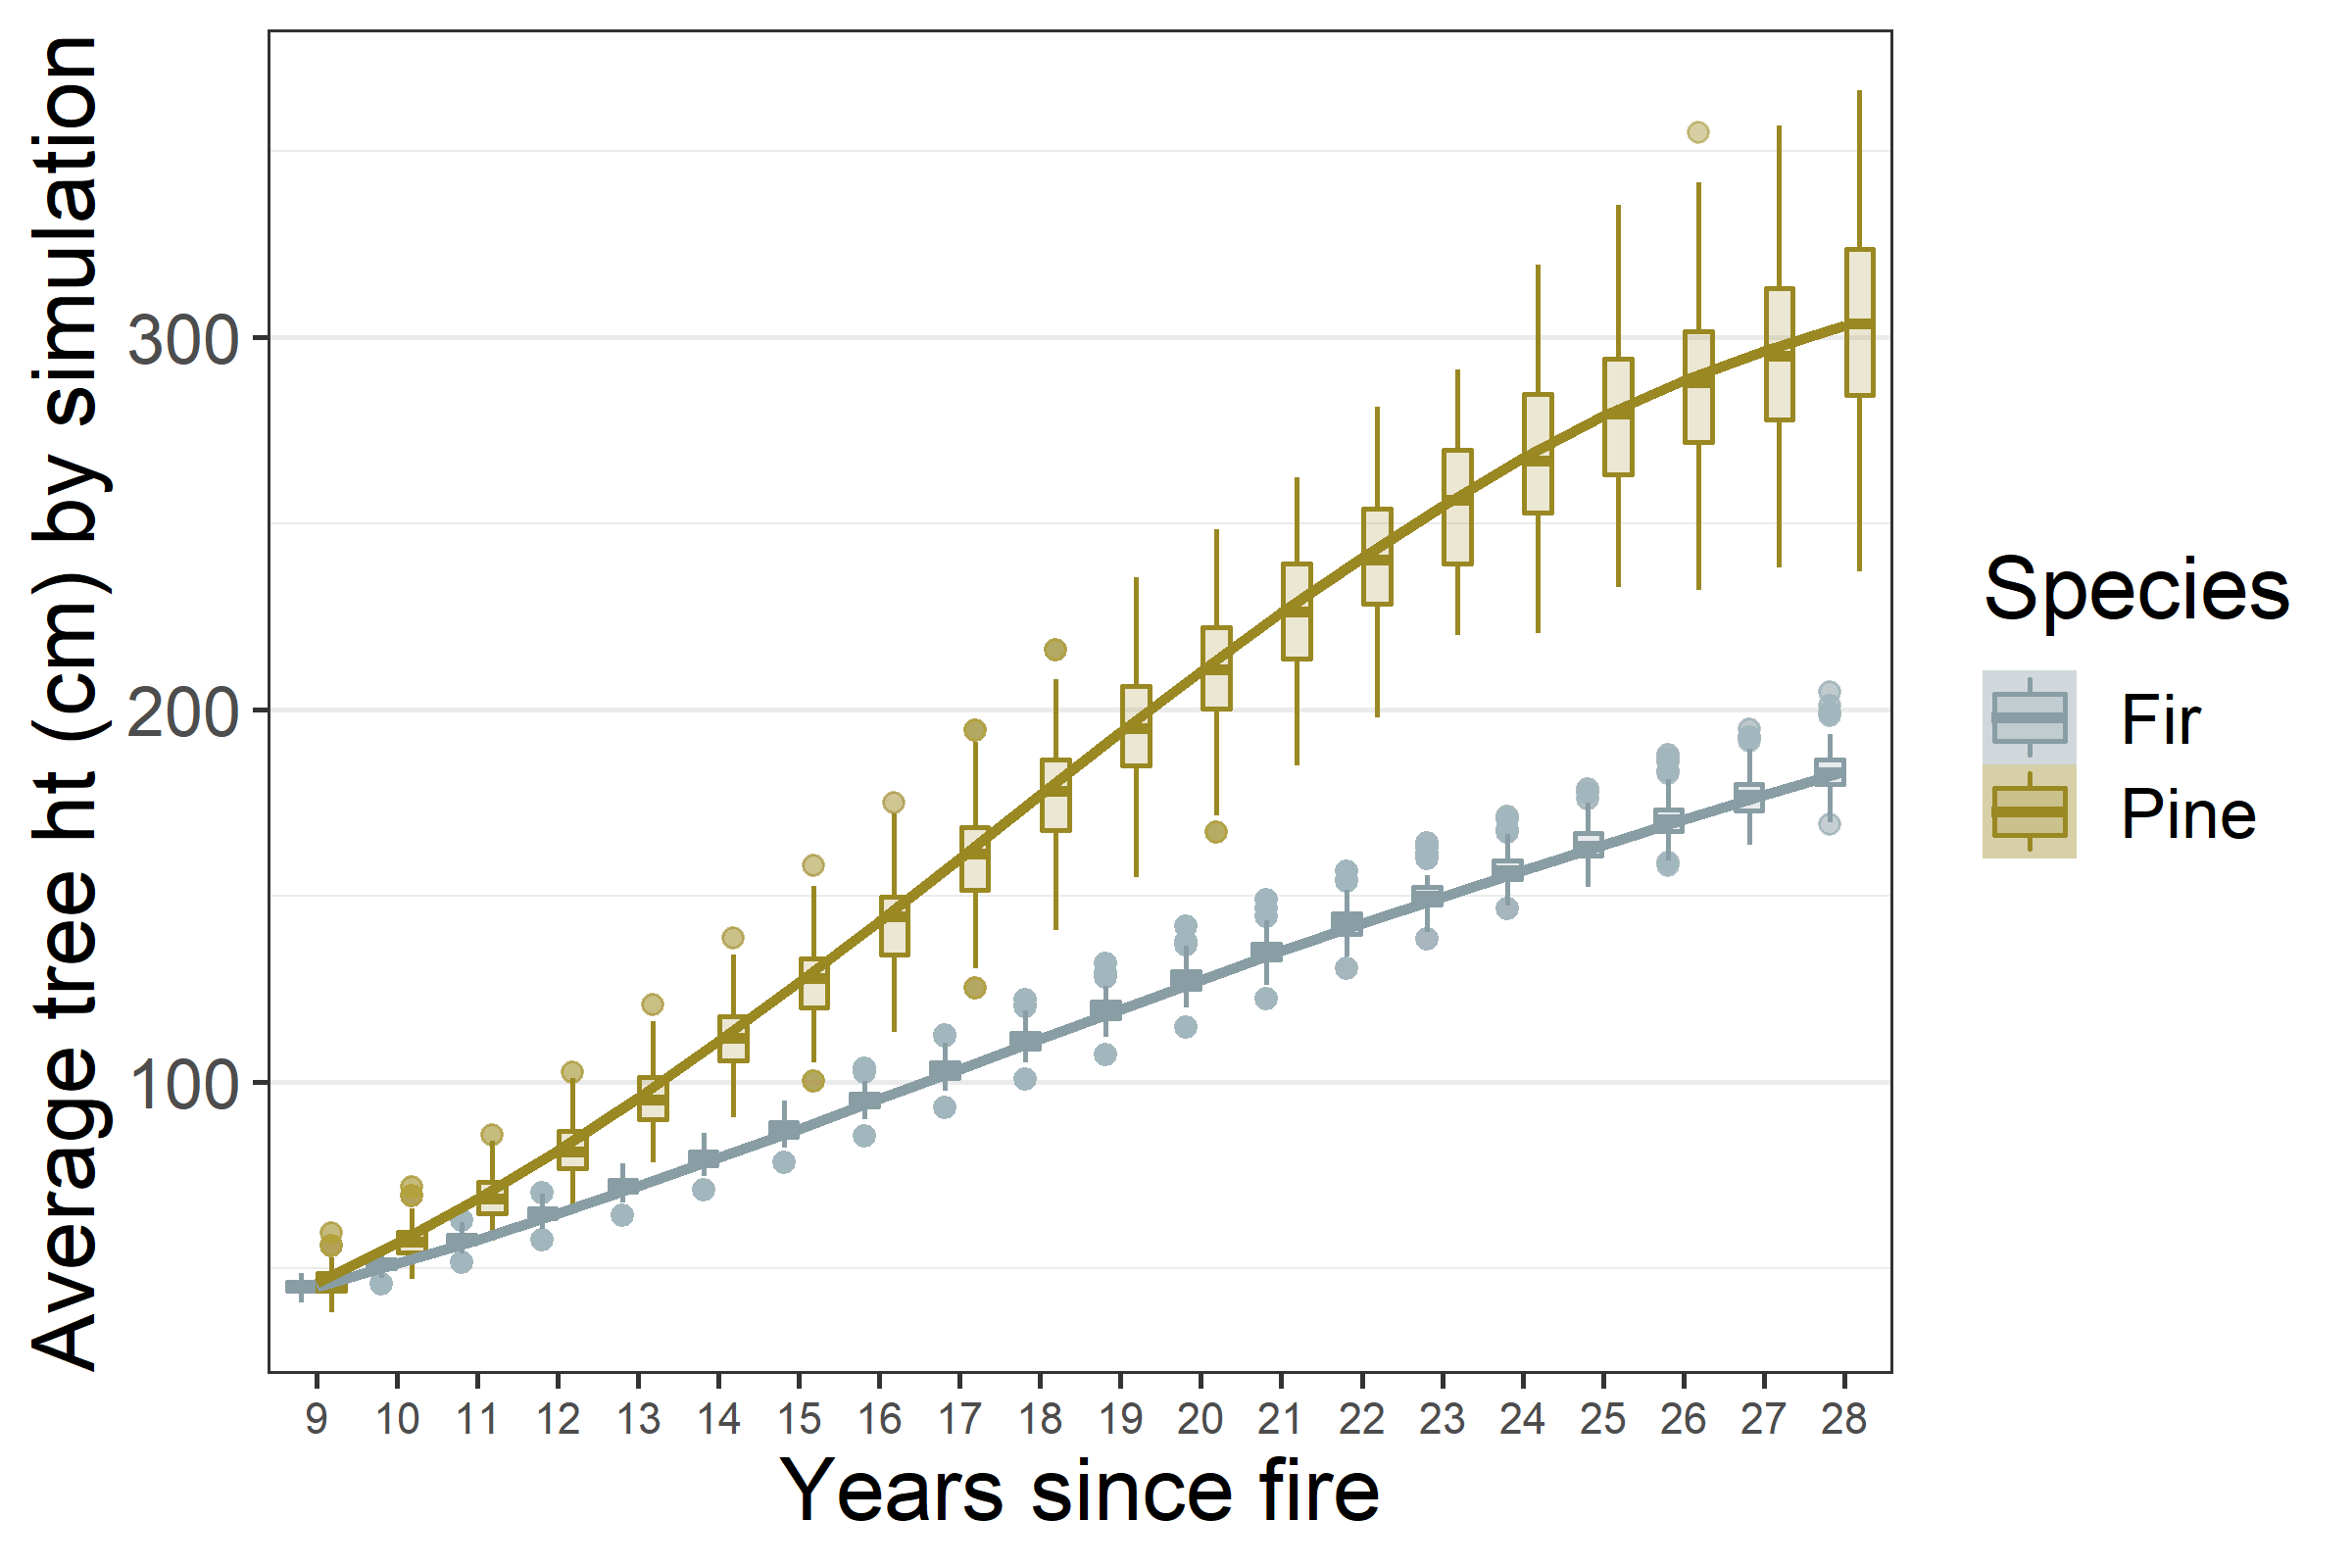 Average tree ht (cm) by simulation
300
200
100
9 10 11 12 13 14 15 16 17 18 19 20 21 22 23 24 25 26 27 28
Years since fire
Species
Fir
Pine